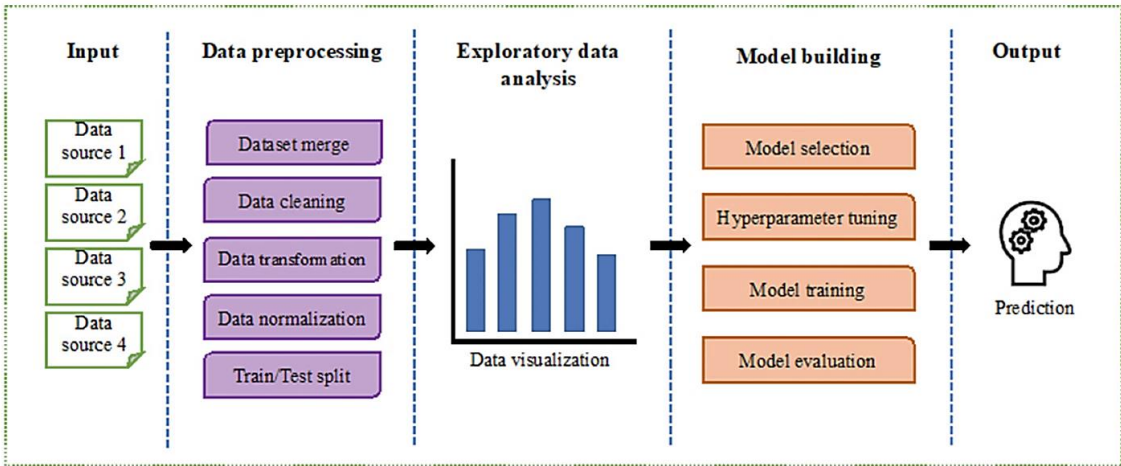 Input
Data preprocessing
Exploratory data
analysis
Model building
Output
Data
source 1
Data
source 2
Data
source 3
Data
source 4
Dataset merge
Data cleaning
Data transformation
Data normalization
Train/Test split
Data visualization
Model selection
Hyperparameter tuning
Model training
Model evaluation
Prediction